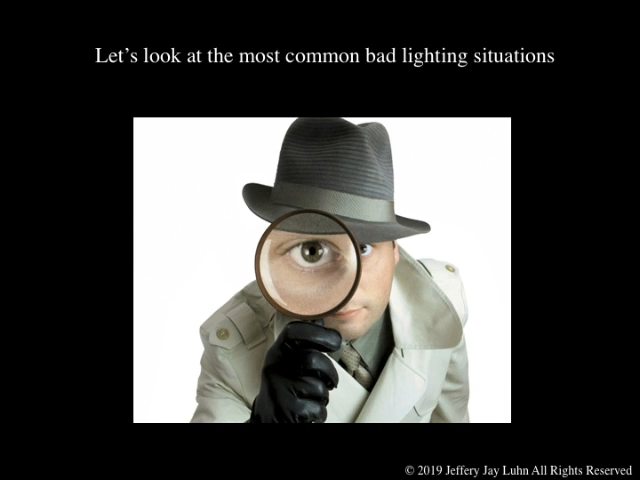 Let’s look at the most common bad lighting situations
© 2019 Jeffery Jay Luhn All Rights Reserved